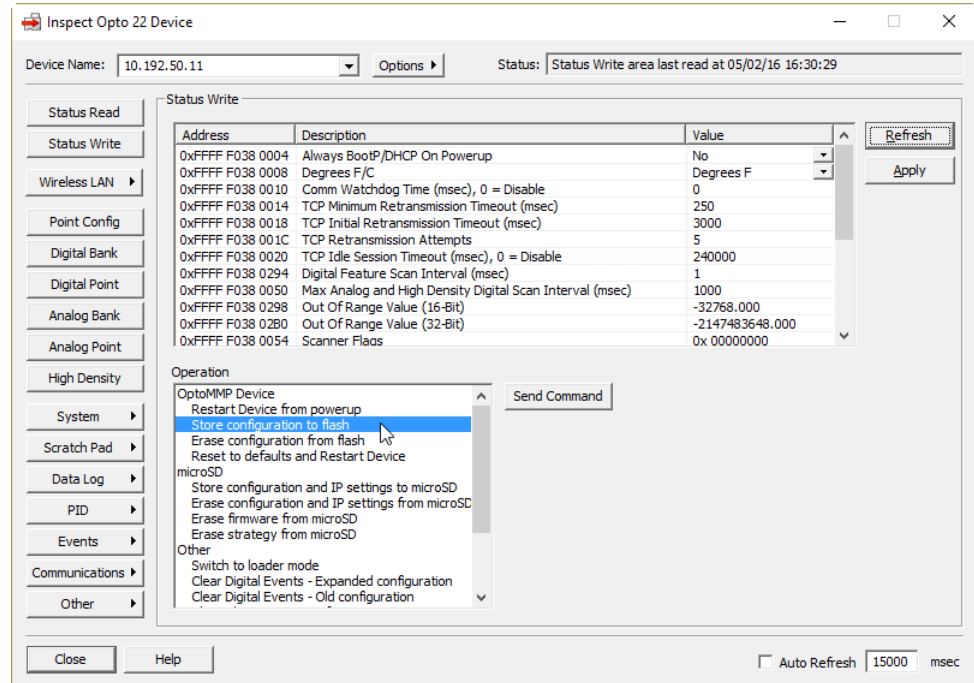 Inspect Opto 22 Device
Device Name: 10.192.50.11 Options Status: Status Write area last read at 05/02/16 16:30:29
Status Read
Status Write
Wireless LAN
Point Config
Digital Bank
Digital Point
Analog Bank
Analog Point
High Density
System
Scratch Pad
Data Log
PID
Events
Communications
Other
Status Write
Address Description Value
0xFFFF F038 0004 Always BootP/DHCP On Powerup No
0xFFFF F038 0008 Degrees F/C Degrees F
0xFFFF F038 0010 Comm Watchdog Time (msec), 0 = Disable 0
0xFFFF F038 0014 TCP Minimum Retransmission Timeout (msec) 250
0xFFFF F038 0018 TCP Initial Retransmission Timeout (msec) 3000
0xFFFF F038 001C TCP Retransmission Attempts 5
0xFFFF F038 0020 TCP Idle Session Timeout (msec), 0 = Disable 240000
0xFFFF F038 0294 Digital Feature Scan Interval (msec) 1
0xFFFF F038 0050 Max Analog and High Density Digital Scan Interval (msec) 1000
0xFFFF F038 0298 Out Of Range Value (16-Bit) -32768.000
0xFFFF F038 02B0 Out Of Range Value (32-Bit) -2147483648.000
0xFFFF F038 0054 Scanner Flags 0x 00000000
Refresh
Apply
Operation
OptoMMP Device
Restart Device from powerup
Store configuration to flash
Erase configuration from flash
Reset to defaults and Restart Device
microSD
Store configuration and IP settings to microSD
Erase configuration and IP settings from microSD
Erase firmware from microSD
Erase strategy from microSD
Other
Switch to loader mode
Clear Digital Events - Expanded configuration
Clear Digital Events - Old configuration
Send Command
Close Help Auto Refresh 15000 msec